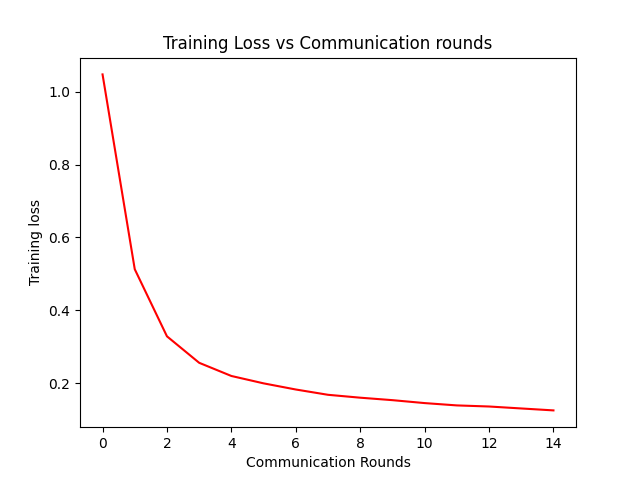 Training Loss vs Communication rounds
1.0
0.8
0.6
0.4
0.2
Training loss
0 2 4 6 8 10 12 14
Communication Rounds